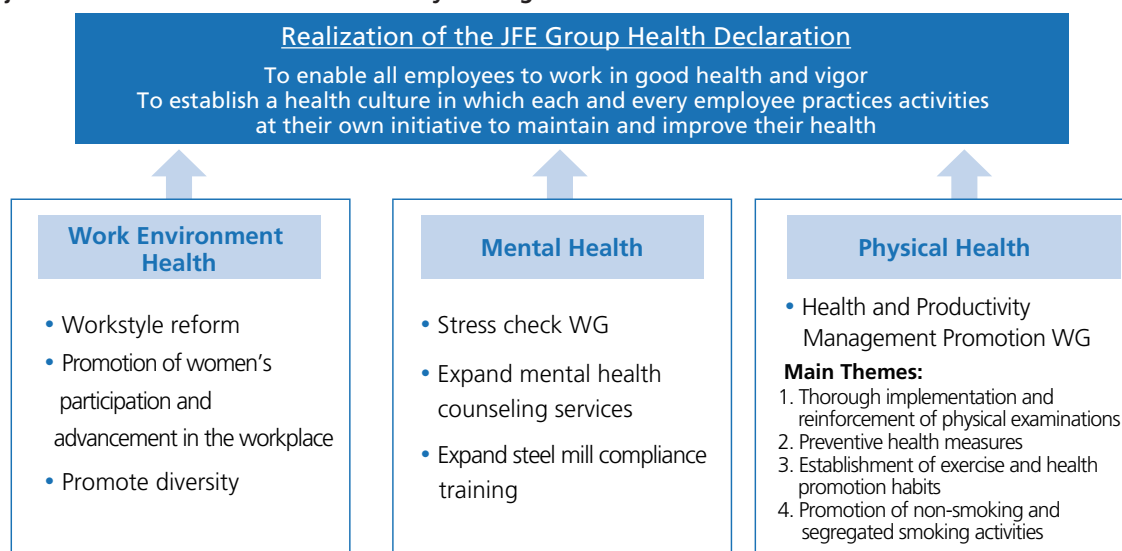 Realization of the JFE Group Health Declaration
To enable all employees to work in good health and vigor
To establish a health culture in which each and every employee practices activities
at their own initiative to maintain and improve their health
Work Environment
Health
• Workstyle reform
• Promotion of women's
participation and
advancement in the workplace
• Promote diversity
Mental Health
• Stress check WG
• Expand mental health
counseling services
• Expand steel mill compliance
training
Physical Health
• Health and Productivity
Management Promotion WG
Main Themes:
1. Thorough implementation and
reinforcement of physical examinations
2. Preventive health measures
3. Establishment of exercise and health
promotion habits
4. Promotion of non-smoking and
segregated smoking activities